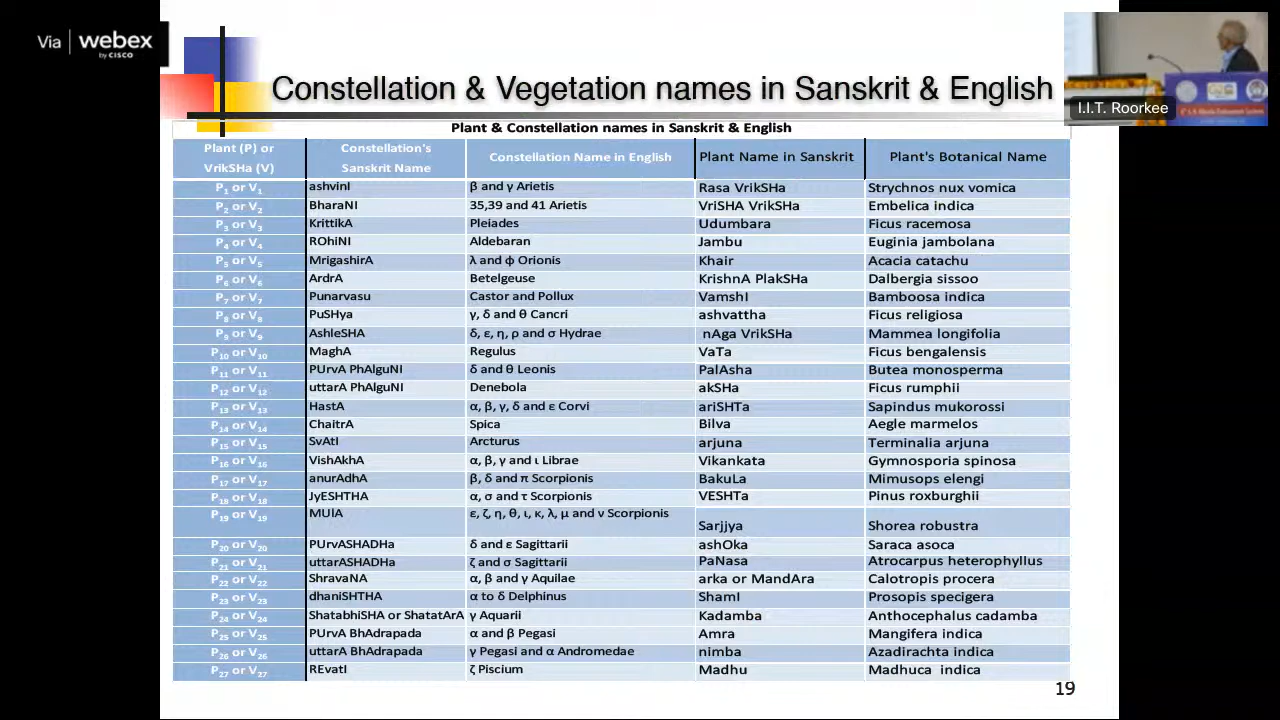 Via webex
by CISCO
I.I.T. Roorkee
Constellation & Vegetation names in Sanskrit & English
Plant & Constellation names in Sanskrit & English
Plant (P) or VrikSHa (V) Constellation's Sanskrit Name Constellation Name in English Plant Name in Sanskrit Plant's Botanical Name
P1 or V1 ashvinI β and γ Arietis Rasa VrikSHa Strychnos nux vomica
P2 or V2 BharaNI 35,39 and 41 Arietis VriSHA VrikSHa Embelica indica
P3 or V3 KrittikA Pleiades Udumbara Ficus racemosa
P4 or V4 ROhiNI Aldebaran Jambu Euginia jambolana
P5 or V5 MrigashirA λ and ф Orionis Khair Acacia catachu
P6 or V6 ArdrA Betelgeuse KrishnA PlakSHa Dalbergia sissoo
P7 or V7 Punarvasu Castor and Pollux VamshI Bamboosa indica
P8 or V8 PuSHya γ, δ and θ Cancri ashvattha Ficus religiosa
P9 or V9 AshleSHA δ, ε, η, ρ and σ Hydrae nAga VrikSHa Mammea longifolia
P10 or V10 MaghA Regulus VaTa Ficus bengalensis
P11 or V11 PUrvA PhAlguNI δ and θ Leonis PalAsha Butea monosperma
P12 or V12 uttarA PhAlguNI Denebola akSHa Ficus rumphii
P13 or V13 HastA α, β, γ, δ and ε Corvi ariSHTa Sapindus mukorossi
P14 or V14 ChaitrA Spica Bilva Aegle marmelos
P15 or V15 SvAtI Arcturus arjuna Terminalia arjuna
P16 or V16 VishAkhA α, β, γ and ι Librae Vikankata Gymnosporia spinosa
P17 or V17 anurAdhA β, δ and π Scorpionis BakuLa Mimusops elengi
P18 or V18 JyESHTHA α, σ and τ Scorpionis VESHTa Pinus roxburghii
P19 or V19 MUlA ε, ζ, η, θ, ι, κ, λ, μ and ν Scorpionis Sarjjya Shorea robustra
P20 or V20 PUrvASHADHa δ and ε Sagittarii ashOka Saraca asoca
P21 or V21 uttarASHADHa ζ and σ Sagittarii PaNasa Atrocarpus heterophyllus
P22 or V22 ShravaNA α, β and γ Aquilae arka or MandAra Calotropis procera
P23 or V23 dhaniSHTHA α to δ Delphinus ShamI Prosopis specigera
P24 or V24 ShatabhiSHA or ShatatArA γ Aquarii Kadamba Anthocephalus cadamba
P25 or V25 PUrvA BhAdrapada α and β Pegasi Amra Mangifera indica
P26 or V26 uttarA BhAdrapada γ Pegasi and α Andromedae nimba Azadirachta indica
P27 or V27 REvatI ζ Piscium Madhu Madhuca indica
19